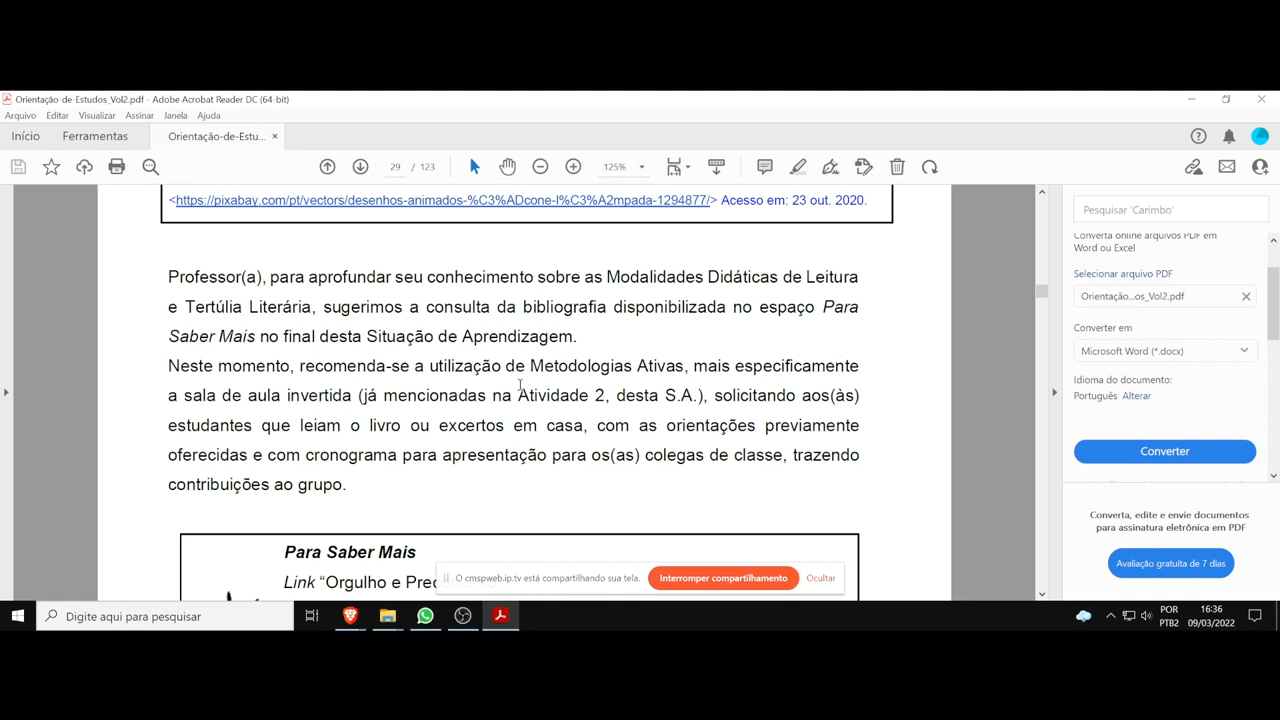 Orientação-de-Estudos_Vol2.pdf - Adobe Acrobat Reader DC (64-bit)
Arquivo Editar Visualizar Assinar Janela Ajuda
Início Ferramentas Orientação-de-Estu... ×
29 / 123 125%
<https://pixabay.com/pt/vectors/desenhos-animados-%C3%ADcone-l%C3%A2mpada-1294877/> Acesso em: 23 out. 2020.
Professor(a), para aprofundar seu conhecimento sobre as Modalidades Didáticas de Leitura
e Tertúlia Literária, sugerimos a consulta da bibliografia disponibilizada no espaço Para
Saber Mais no final desta Situação de Aprendizagem.
Neste momento, recomenda-se a utilização de Metodologias Ativas, mais especificamente
a sala de aula invertida (já mencionadas na Atividade 2, desta S.A.), solicitando aos(às)
estudantes que leiam o livro ou excertos em casa, com as orientações previamente
oferecidas e com cronograma para apresentação para os(as) colegas de classe, trazendo
contribuições ao grupo.
Para Saber Mais
Link “Orgulho e Prec
O cmspweb.ip.tv está compartilhando sua tela. Interromper compartilhamento Ocultar
Pesquisar 'Carimbo'
Converta online arquivos PDF em
Word ou Excel
Selecionar arquivo PDF
Orientação...os_Vol2.pdf
Converter em
Microsoft Word (*.docx)
Idioma do documento:
Português Alterar
Converter
Converta, edite e envie documentos
para assinatura eletrônica em PDF
Avaliação gratuita de 7 dias
Digite aqui para pesquisar
POR
PTB2
16:36
09/03/2022